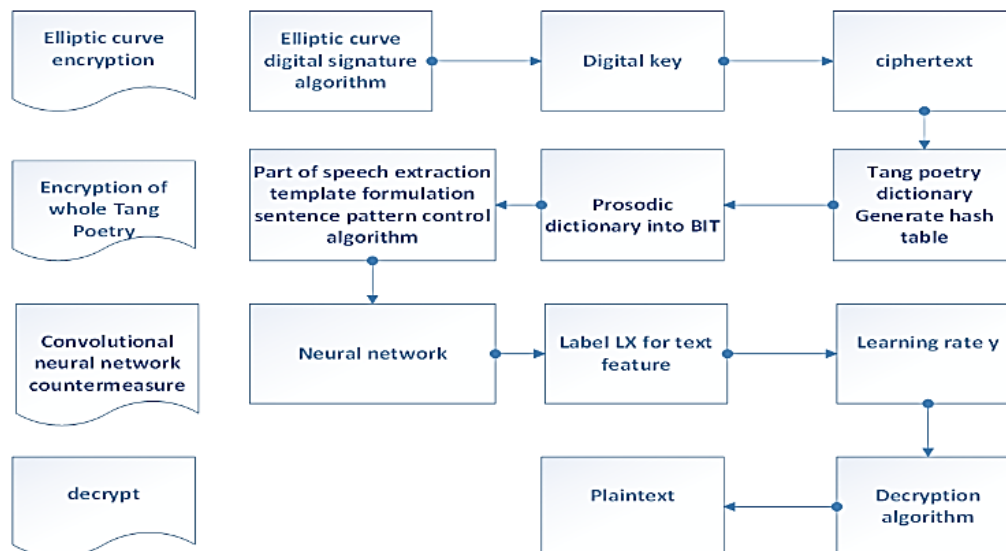 Elliptic curve
encryption
Elliptic curve
digital signature
algorithm
Digital key
ciphertext
Encryption of
whole Tang
Poetry
Part of speech extraction
template formulation
sentence pattern control
algorithm
Prosodic
dictionary into BIT
Tang poetry
dictionary
Generate hash
table
Convolutional
neural network
countermeasure
Neural network
Label LX for text
feature
Learning rate y
decrypt
Plaintext
Decryption
algorithm